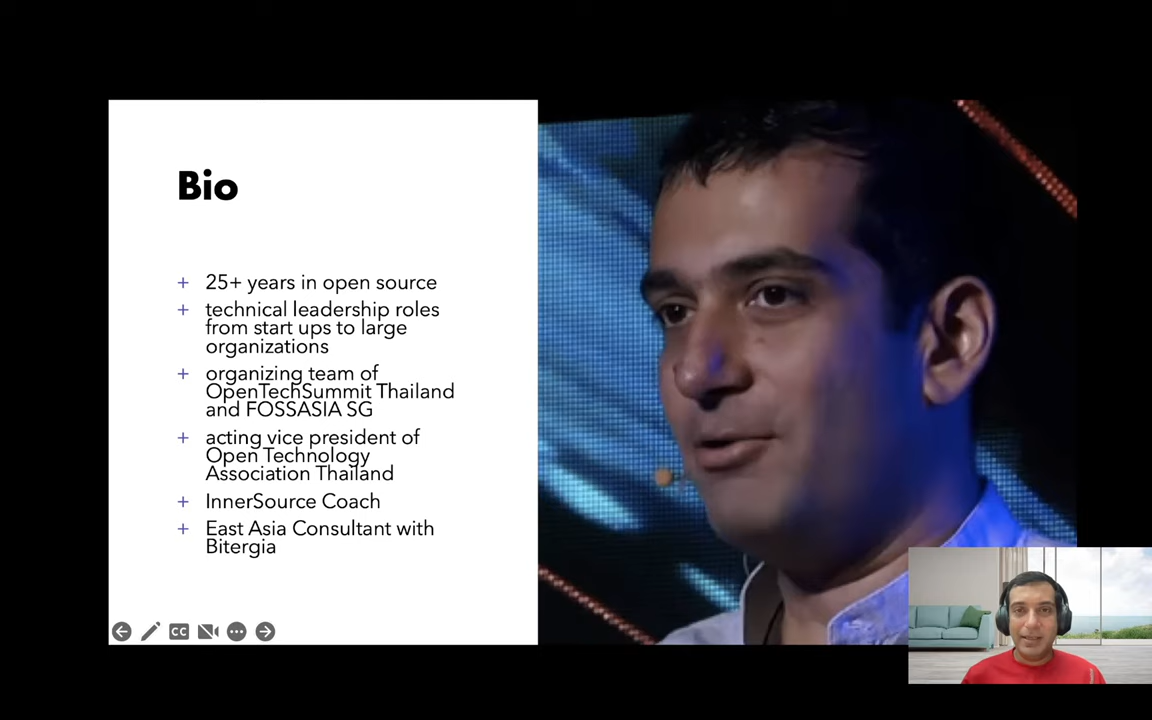 Bio
+ 25+ years in open source
+ technical leadership roles
from start ups to large
organizations
+ organizing team of
OpenTechSummit Thailand
and FOSSASIA SG
+ acting vice president of
Open Technology
Association Thailand
+ InnerSource Coach
+ East Asia Consultant with
Bitergia
CC